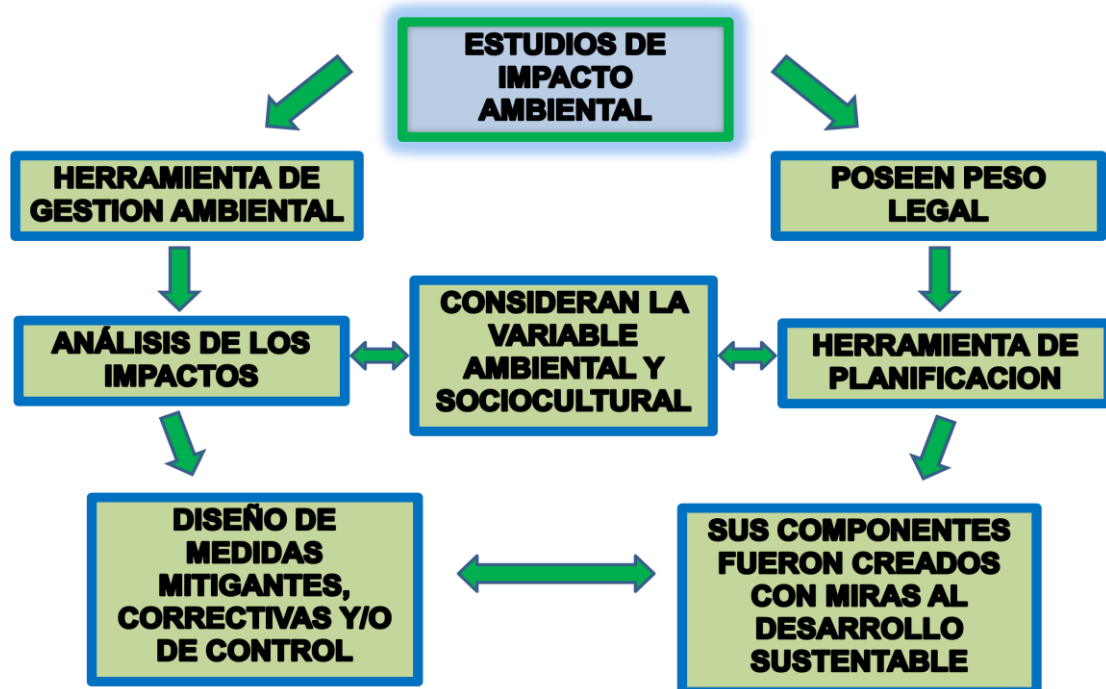 ESTUDIOS DE
IMPACTO
AMBIENTAL
HERRAMIENTA DE
GESTION AMBIENTAL
POSEEN PESO
LEGAL
ANÁLISIS DE LOS
IMPACTOS
CONSIDERAN LA
VARIABLE
AMBIENTAL Y
SOCIOCULTURAL
HERRAMIENTA DE
PLANIFICACION
DISEÑO DE
MEDIDAS
MITIGANTES,
CORRECTIVAS Y/O
DE CONTROL
SUS COMPONENTES
FUERON CREADOS
CON MIRAS AL
DESARROLLO
SUSTENTABLE